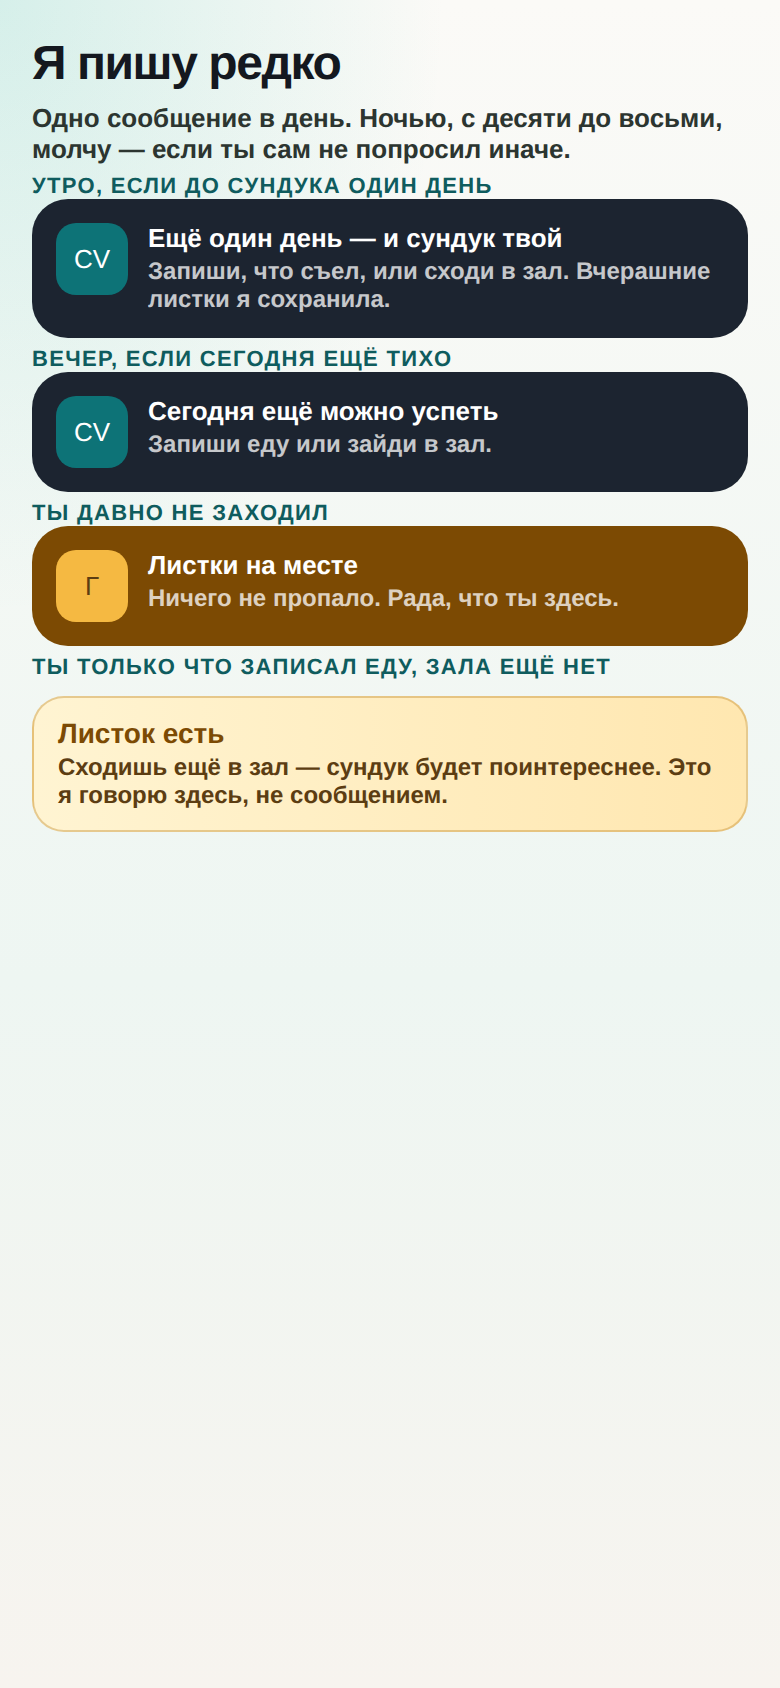 Я пишу редко
Одно сообщение в день. Ночью, с десяти до восьми,
молчу — если ты сам не попросил иначе.
УТРО, ЕСЛИ ДО СУНДУКА ОДИН ДЕНЬ
CV
Ещё один день — и сундук твой
Запиши, что съел, или сходи в зал. Вчерашние
листки я сохранила.
ВЕЧЕР, ЕСЛИ СЕГОДНЯ ЕЩЁ ТИХО
CV
Сегодня ещё можно успеть
Запиши еду или зайди в зал.
ТЫ ДАВНО НЕ ЗАХОДИЛ
Г
Листки на месте
Ничего не пропало. Рада, что ты здесь.
ТЫ ТОЛЬКО ЧТО ЗАПИСАЛ ЕДУ, ЗАЛА ЕЩЁ НЕТ
Листок есть
Сходишь ещё в зал — сундук будет поинтереснее. Это
я говорю здесь, не сообщением.